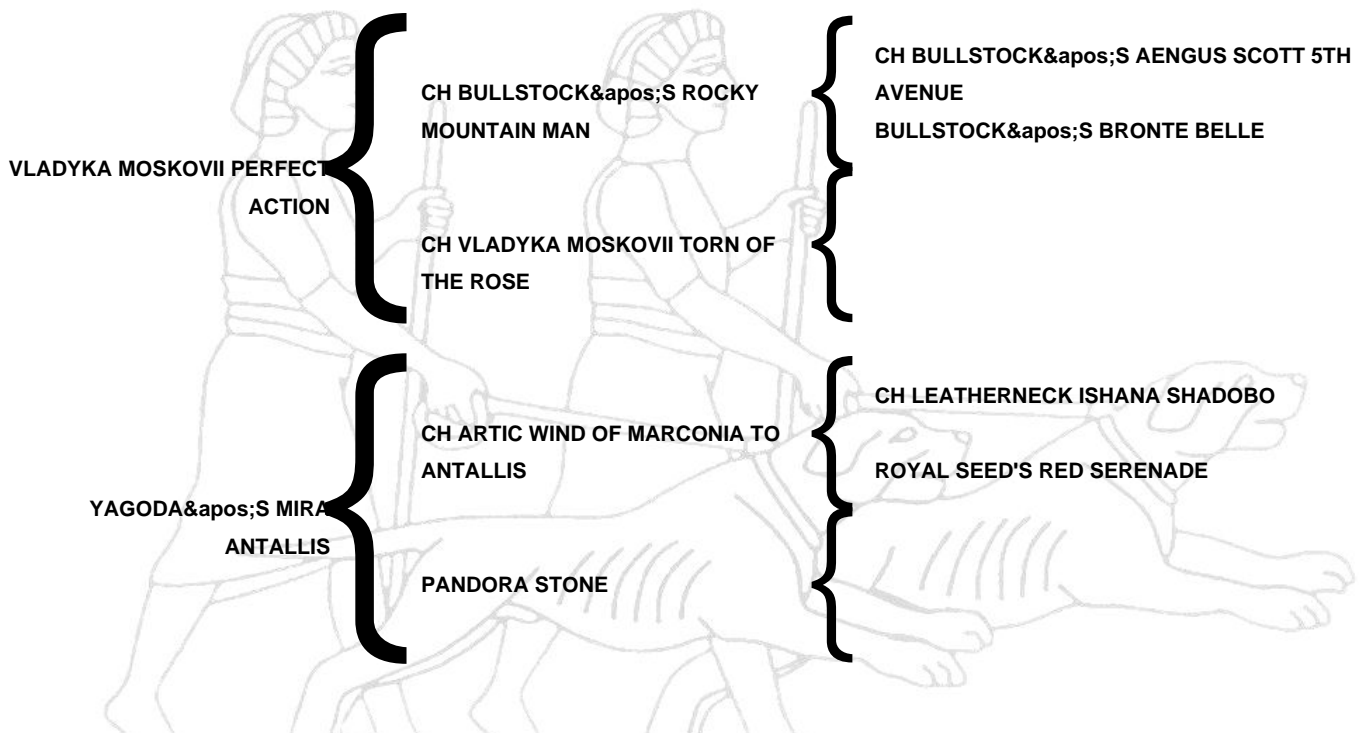 VLADYKA MOSKOVII PERFECT
ACTION
CH BULLSTOCK&apos;S ROCKY
MOUNTAIN MAN
CH BULLSTOCK&apos;S AENGUS SCOTT 5TH
AVENUE
BULLSTOCK&apos;S BRONTE BELLE
CH VLADYKA MOSKOVII TORN OF
THE ROSE
YAGODA&apos;S MIRA
ANTALLIS
CH ARTIC WIND OF MARCONIA TO
ANTALLIS
CH LEATHERNECK ISHANA SHADOBO
ROYAL SEED'S RED SERENADE
PANDORA STONE